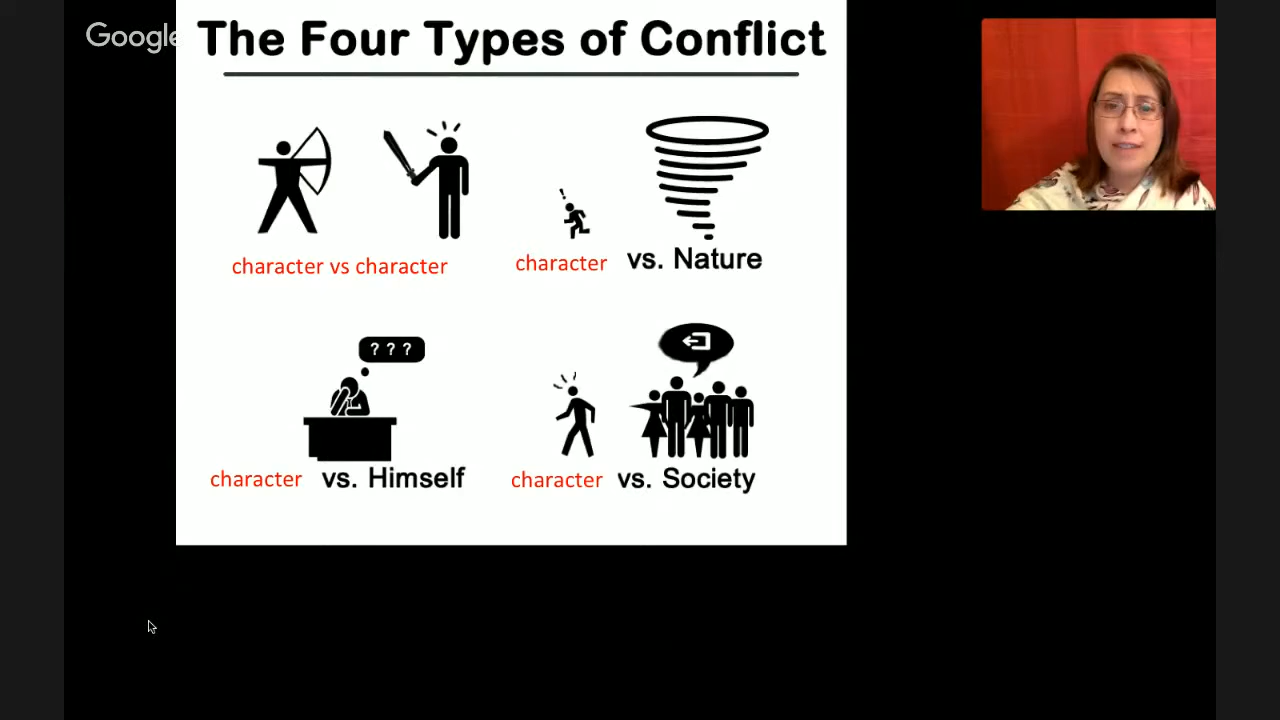 Google
The Four Types of Conflict
character vs character
character vs. Nature
? ? ?
character vs. Himself
character vs. Society